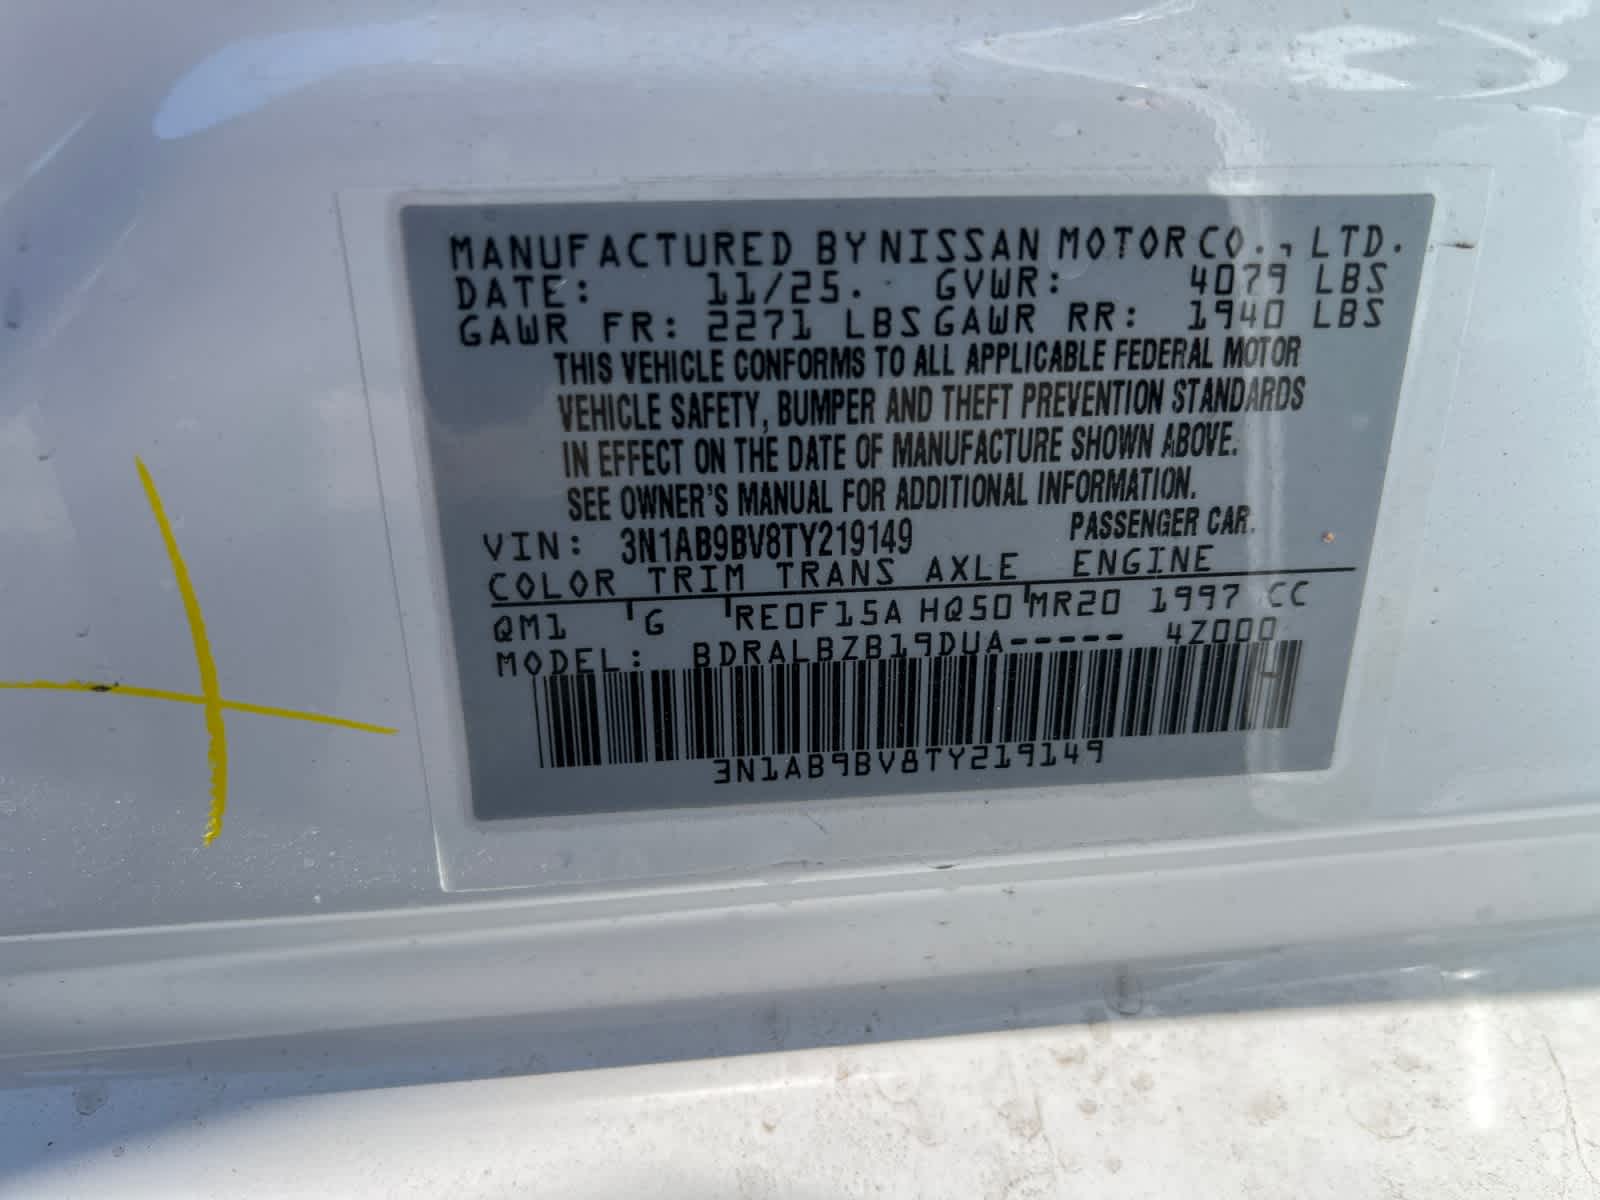 MANUFACTURED BY NISSAN MOTOR CO., LTD.
DATE: 11/25. GVWR: 4079 LBS
GAWR FR: 2271 LBS GAWR RR: 1940 LBS
THIS VEHICLE CONFORMS TO ALL APPLICABLE FEDERAL MOTOR
VEHICLE SAFETY, BUMPER AND THEFT PREVENTION STANDARDS
IN EFFECT ON THE DATE OF MANUFACTURE SHOWN ABOVE.
SEE OWNER'S MANUAL FOR ADDITIONAL INFORMATION.
VIN: 3N1AB9BV8TY219149 PASSENGER CAR.
COLOR TRIM TRANS AXLE ENGINE
QM1 G RE0F15A HQ50 MR20 1997 CC
MODEL: BDRALBZB19DUA----- 4Z000
4
3N1AB9BV8TY219149